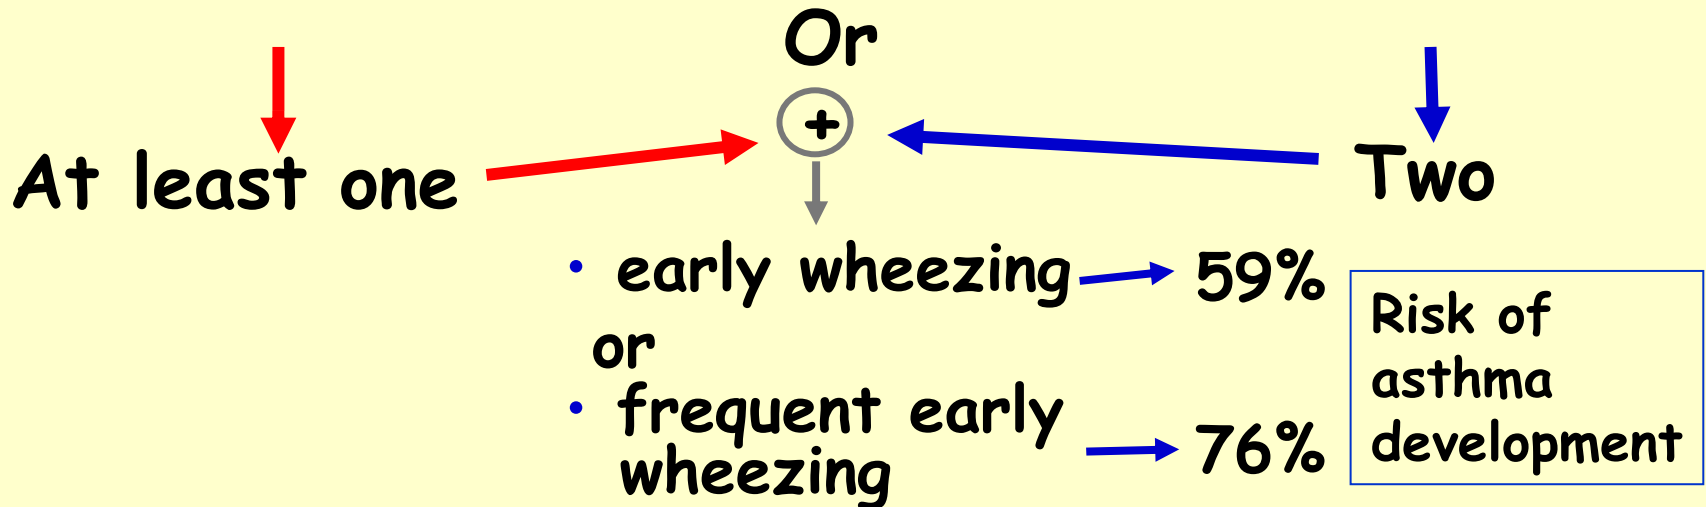 Or
+
At least one
Two
• early wheezing 59%
or
• frequent early
wheezing 76%
Risk of
asthma
development